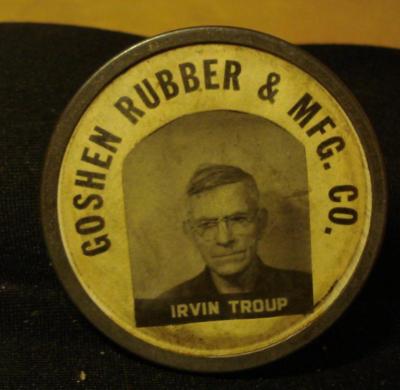 GOSHEN RUBBER & MFG. CO.
IRVIN TROUP